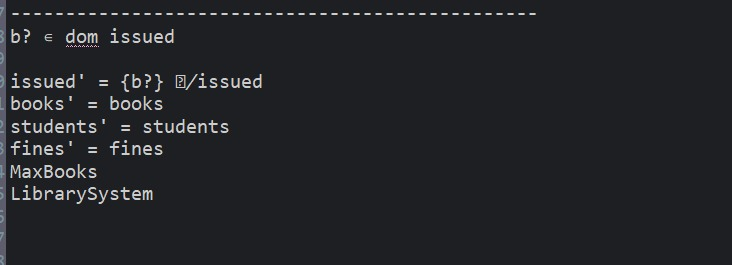 ------------------------------------------------
b? ∈ dom issued
issued' = {b?} ⍰/issued
books' = books
students' = students
fines' = fines
MaxBooks
LibrarySystem